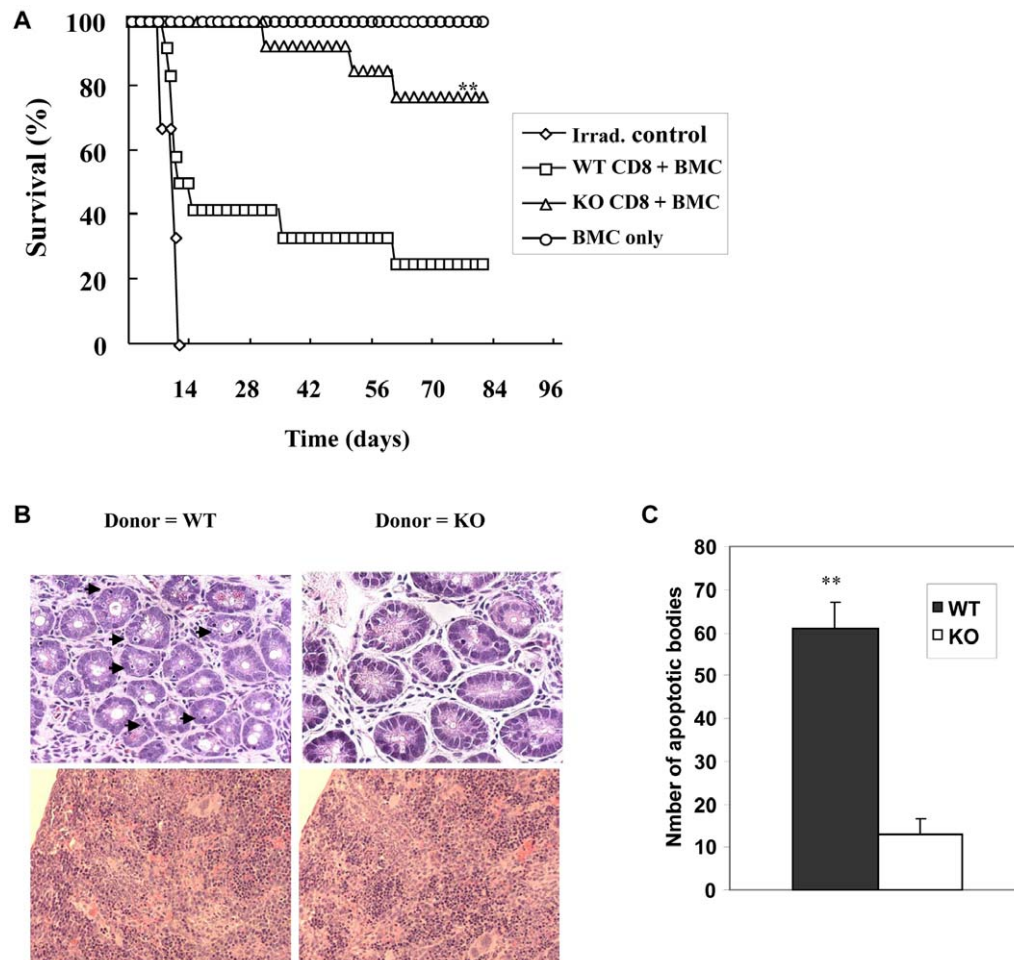 A
Survival (%)
100
80
60
40
20
0
**
14 28 42 56 70 84 96
Time (days)
Irrad. control
WT CD8 + BMC
KO CD8 + BMC
BMC only
B
Donor = WT
Donor = KO
C
Nmber of apoptotic bodies
80
70
60
50
40
30
20
10
0
**
WT
KO